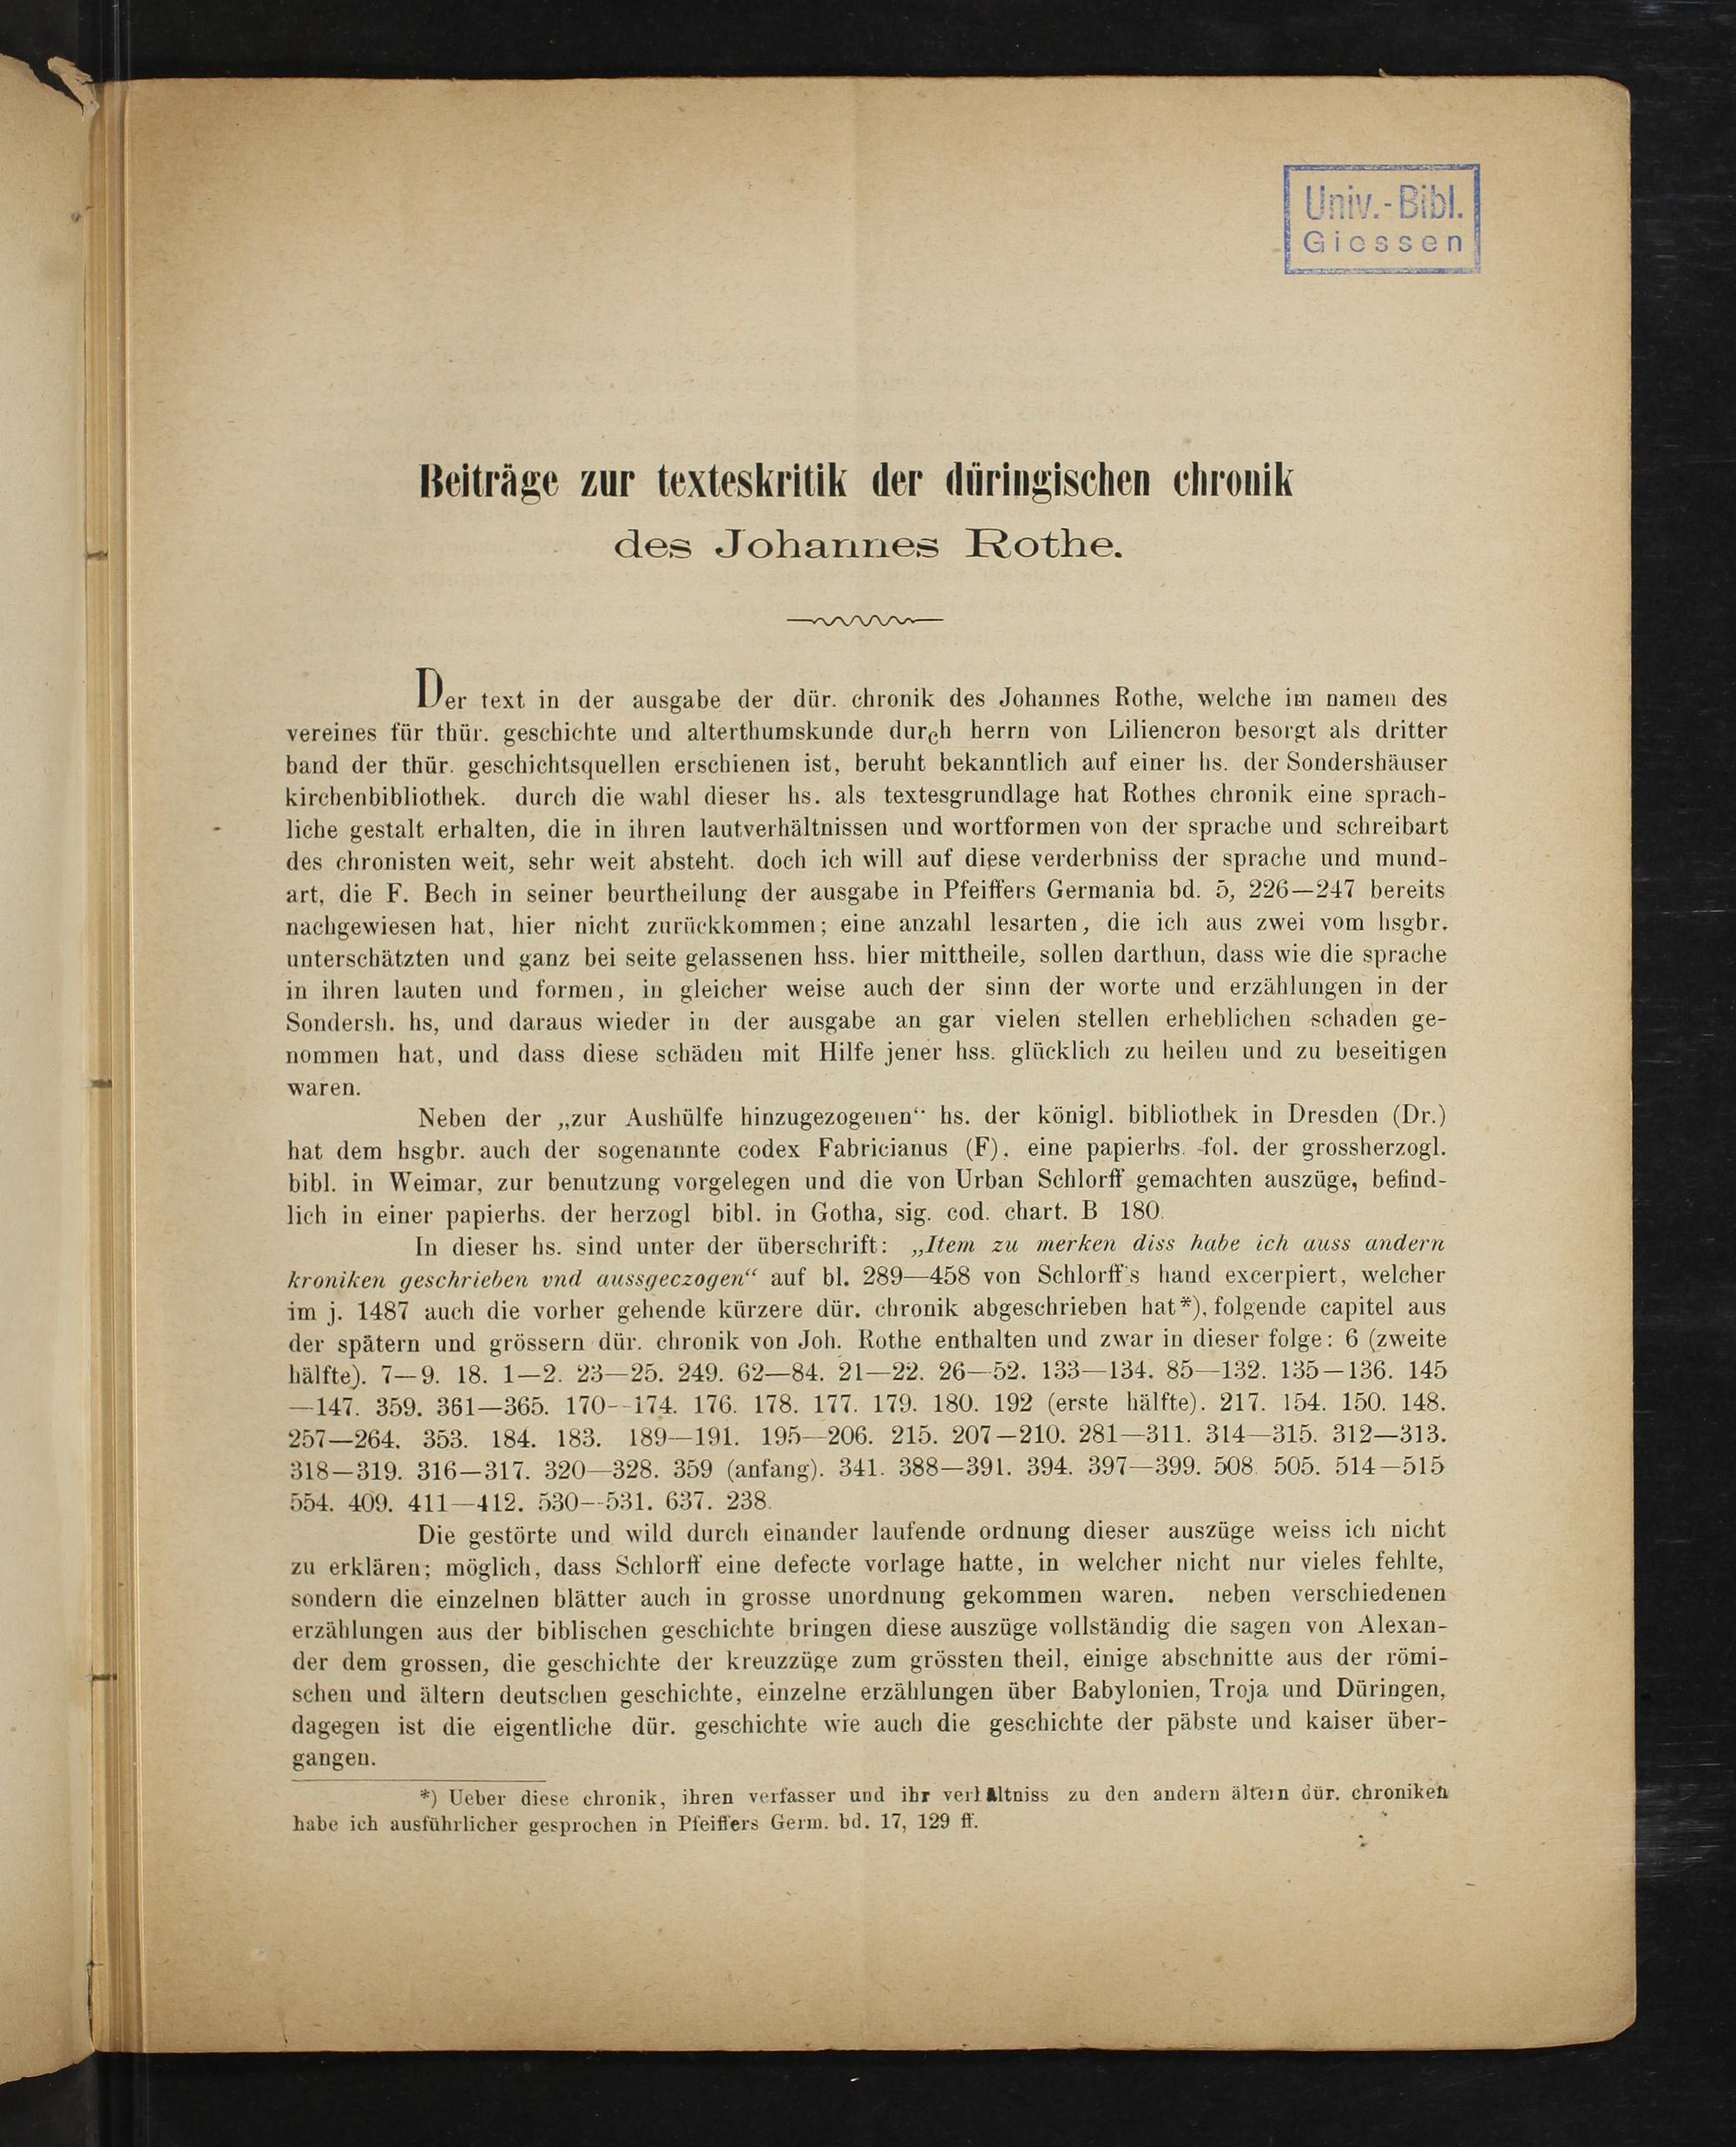 Univ.-Bibl.
Giessen
Beiträge zur texteskritik der düringischen chronik
des Johannes Rothe.
Der text in der ausgabe der dür. chronik des Johannes Rothe, welche im namen des
vereines für thür. geschichte und alterthumskunde durch herrn von Liliencron besorgt als dritter
band der thür. geschichtsquellen erschienen ist, beruht bekanntlich auf einer hs. der Sondershäuser
kirchenbibliothek. durch die wahl dieser hs. als textesgrundlage hat Rothes chronik eine sprach-
liche gestalt erhalten, die in ihren lautverhältnissen und wortformen von der sprache und schreibart
des chronisten weit, sehr weit absteht. doch ich will auf diese verderbniss der sprache und mund-
art, die F. Bech in seiner beurtheilung der ausgabe in Pfeiffers Germania bd. 5, 226—247 bereits
nachgewiesen hat, hier nicht zurückkommen; eine anzahl lesarten, die ich aus zwei vom hsgbr.
unterschätzten und ganz bei seite gelassenen hss. hier mittheile, sollen darthun, dass wie die sprache
in ihren lauten und formen, in gleicher weise auch der sinn der worte und erzählungen in der
Sondersh. hs, und daraus wieder in der ausgabe an gar vielen stellen erheblichen schaden ge-
nommen hat, und dass diese schäden mit Hilfe jener hss. glücklich zu heilen und zu beseitigen
waren.
Neben der „zur Aushülfe hinzugezogenen“ hs. der königl. bibliothek in Dresden (Dr.)
hat dem hsgbr. auch der sogenannte codex Fabricianus (F), eine papierhs. fol. der grossherzogl.
bibl. in Weimar, zur benutzung vorgelegen und die von Urban Schlorff gemachten auszüge, befind-
lich in einer papierhs. der herzogl bibl. in Gotha, sig. cod. chart. B 180.
In dieser hs. sind unter der überschrift: „Item zu merken diss habe ich auss andern
kroniken geschrieben vnd aussgeczogen“ auf bl. 289—458 von Schlorff's hand excerpiert, welcher
im j. 1487 auch die vorher gehende kürzere dür. chronik abgeschrieben hat*), folgende capitel aus
der spätern und grössern dür. chronik von Joh. Rothe enthalten und zwar in dieser folge: 6 (zweite
hälfte). 7—9. 18. 1—2. 23—25. 249. 62—84. 21—22. 26—52. 133—134. 85—132. 135—136. 145
—147. 359. 361—365. 170--174. 176. 178. 177. 179. 180. 192 (erste hälfte). 217. 154. 150. 148.
257—264. 353. 184. 183. 189—191. 195—206. 215. 207—210. 281—311. 314—315. 312—313.
318—319. 316—317. 320—328. 359 (anfang). 341. 388—391. 394. 397—399. 508. 505. 514—515
554. 409. 411—412. 530--531. 637. 238.
Die gestörte und wild durch einander laufende ordnung dieser auszüge weiss ich nicht
zu erklären; möglich, dass Schlorff eine defecte vorlage hatte, in welcher nicht nur vieles fehlte,
sondern die einzelnen blätter auch in grosse unordnung gekommen waren. neben verschiedenen
erzählungen aus der biblischen geschichte bringen diese auszüge vollständig die sagen von Alexan-
der dem grossen, die geschichte der kreuzzüge zum grössten theil, einige abschnitte aus der römi-
schen und ältern deutschen geschichte, einzelne erzählungen über Babylonien, Troja und Düringen,
dagegen ist die eigentliche dür. geschichte wie auch die geschichte der päbste und kaiser über-
gangen.
*) Ueber diese chronik, ihren verfasser und ihr verhältniss zu den andern ältern dür. chroniken
habe ich ausführlicher gesprochen in Pfeiffers Germ. bd. 17, 129 ff.